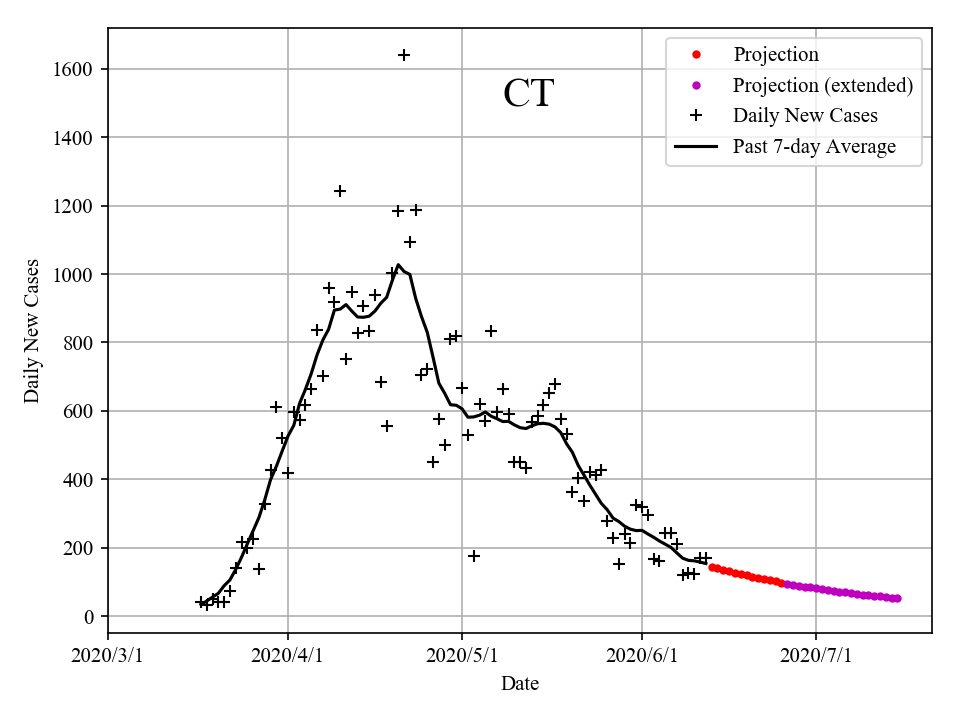 CT
Projection
Projection (extended)
Daily New Cases
Past 7-day Average
Daily New Cases
1600
1400
1200
1000
800
600
400
200
0
2020/3/1
2020/4/1
2020/5/1
2020/6/1
2020/7/1
Date